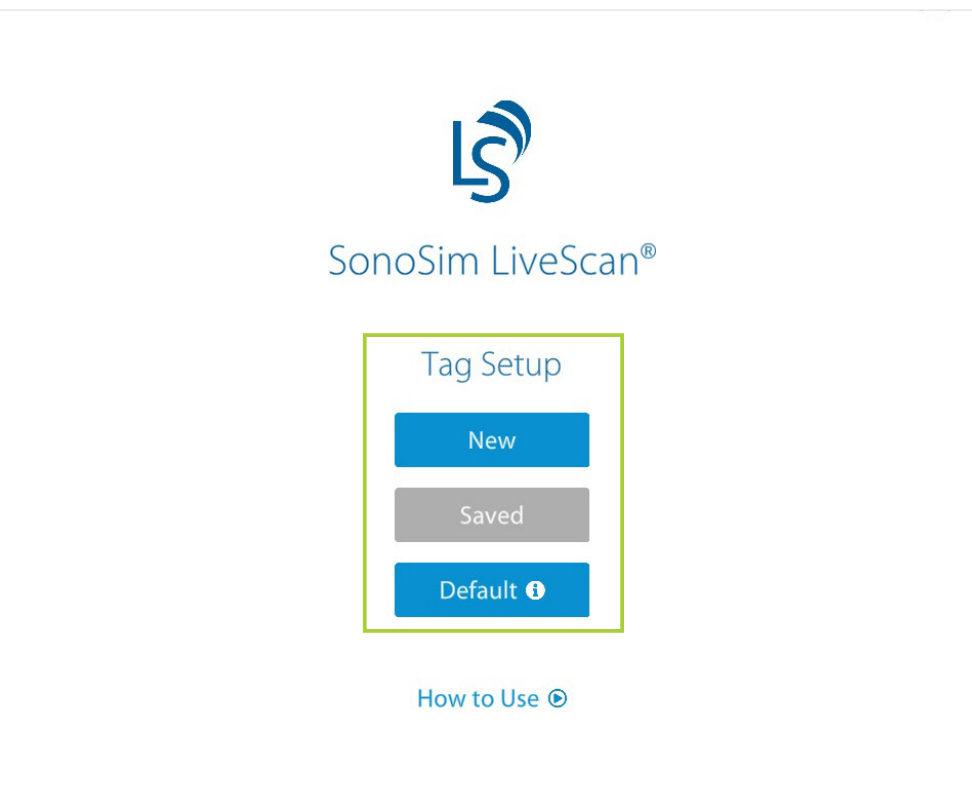 LS
SonoSim LiveScan®
Tag Setup
New
Saved
Default
How to Use